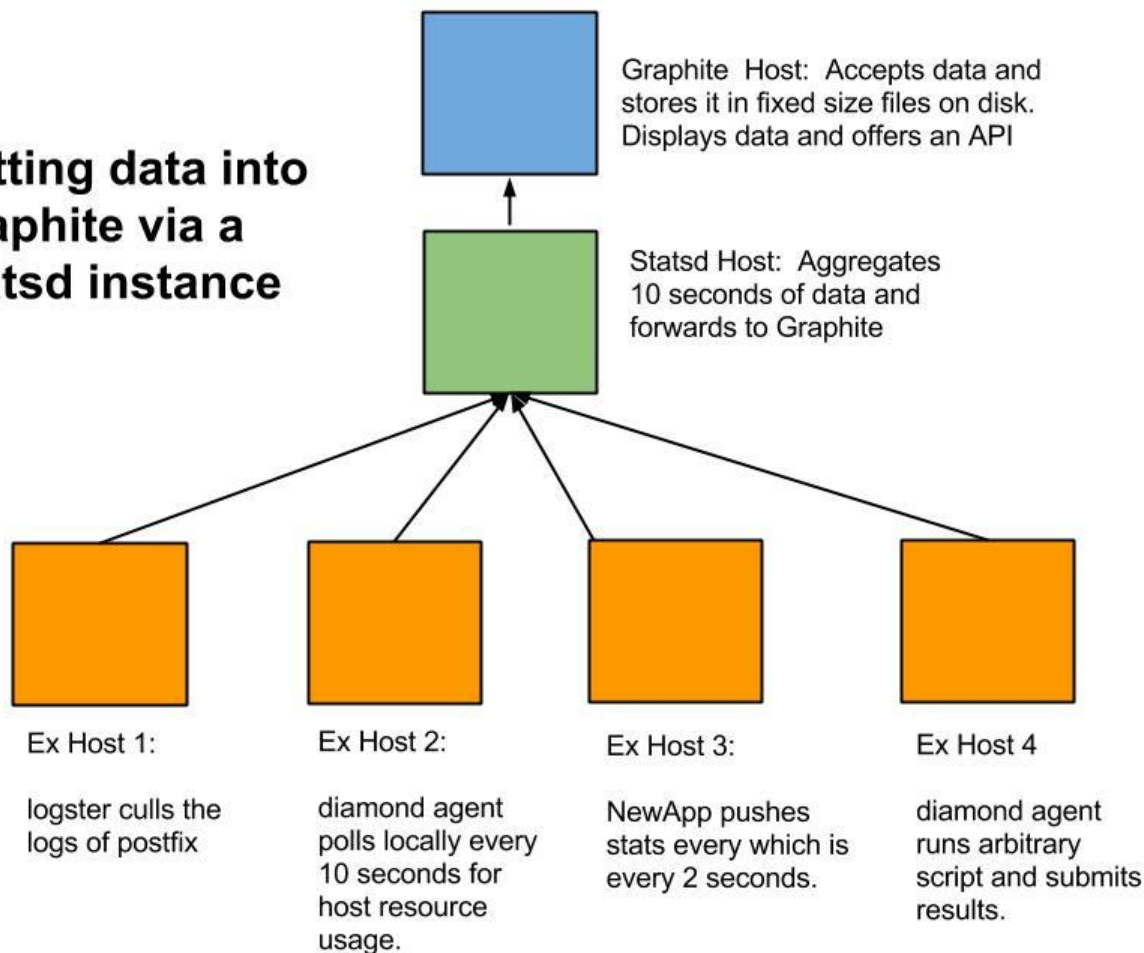 tting data into
aphite via a
tsd instance
Graphite Host: Accepts data and
stores it in fixed size files on disk.
Displays data and offers an API
Statsd Host: Aggregates
10 seconds of data and
forwards to Graphite
Ex Host 1:
logster culls the
logs of postfix
Ex Host 2:
diamond agent
polls locally every
10 seconds for
host resource
usage.
Ex Host 3:
NewApp pushes
stats every which is
every 2 seconds.
Ex Host 4
diamond agent
runs arbitrary
script and submits
results.